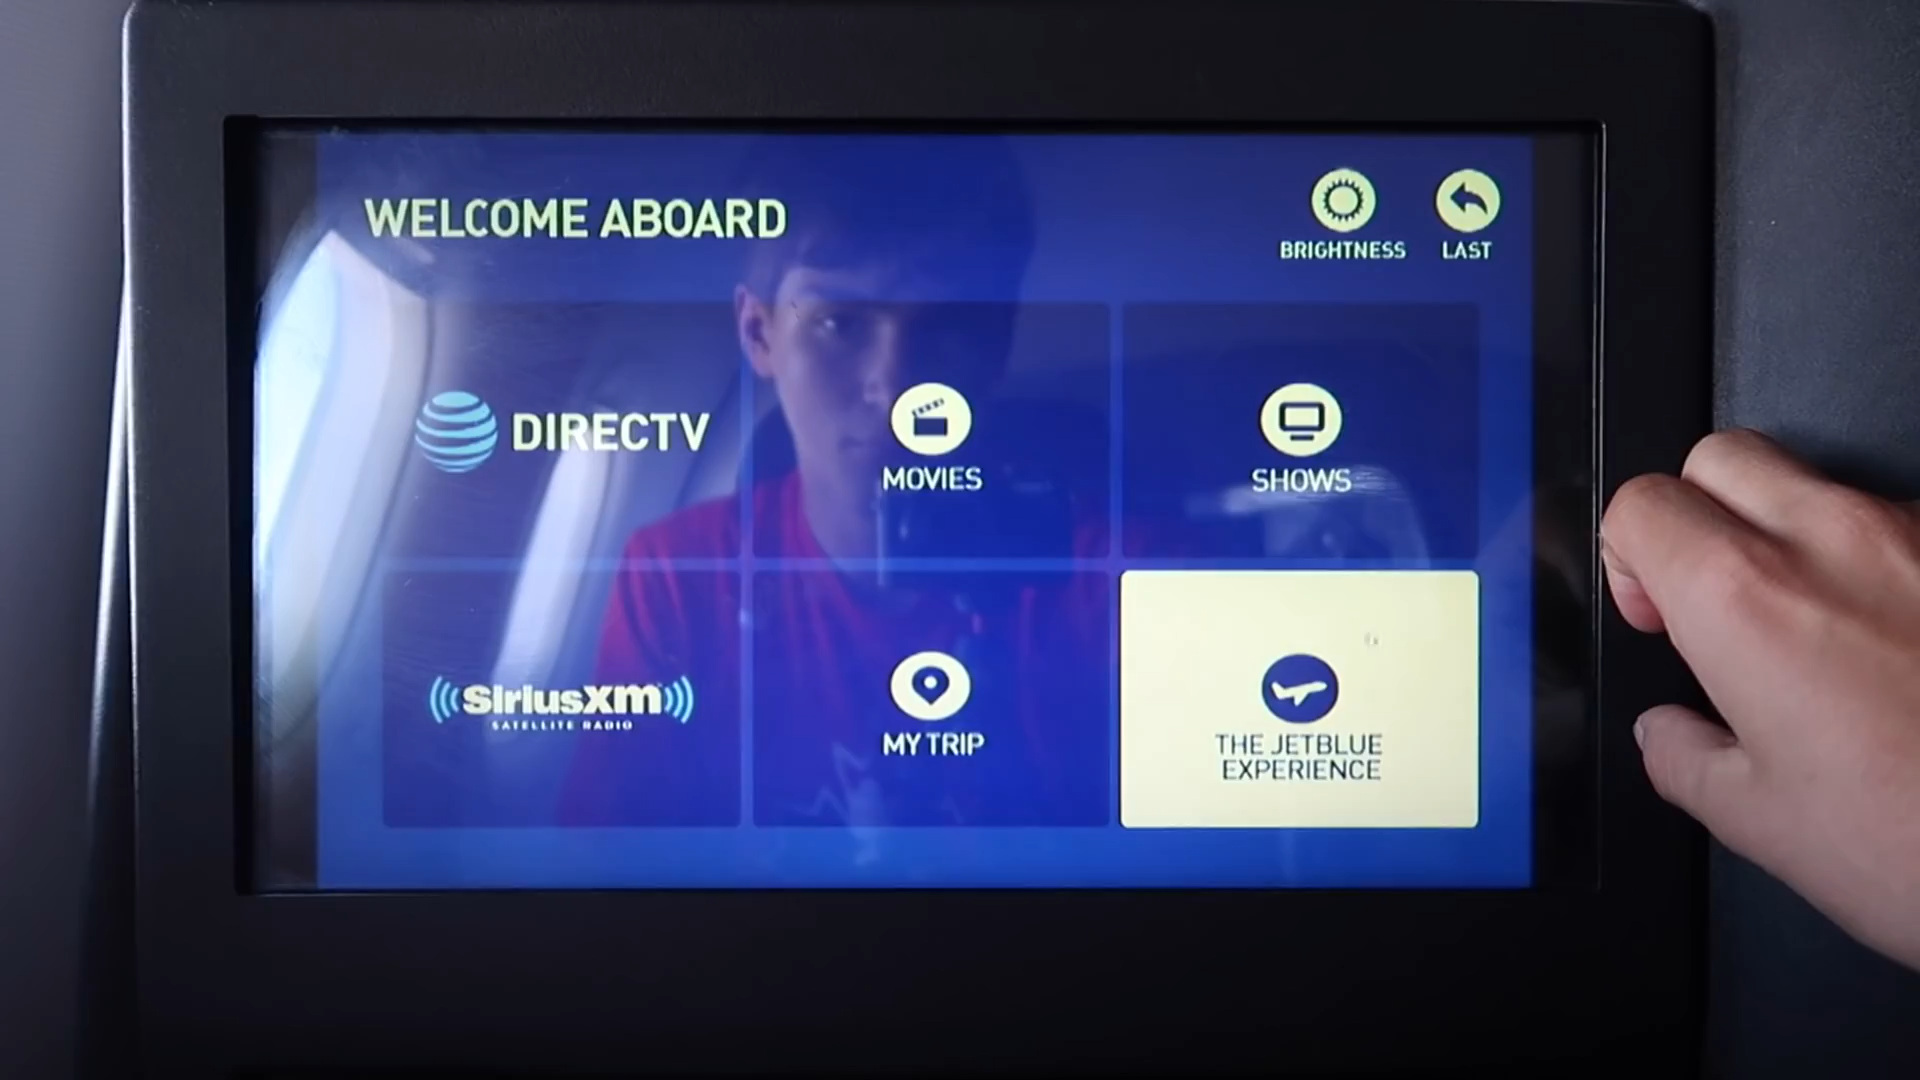 WELCOME ABOARD
BRIGHTNESS
LAST
DIRECTV
MOVIES
SHOWS
SiriusXM
SATELLITE RADIO
MY TRIP
THE JETBLUE
EXPERIENCE